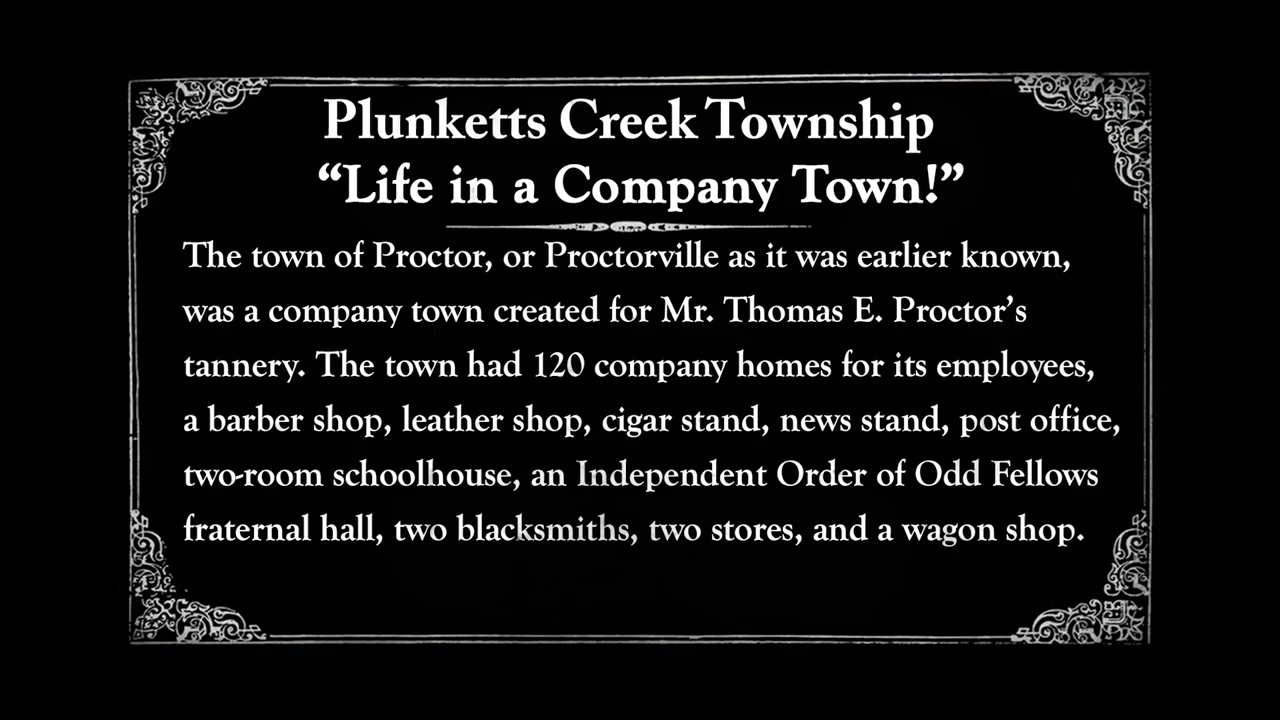 Plunketts Creek Township
“Life in a Company Town!”
The town of Proctor, or Proctorville as it was earlier known,
was a company town created for Mr. Thomas E. Proctor’s
tannery. The town had 120 company homes for its employees,
a barber shop, leather shop, cigar stand, news stand, post office,
two-room schoolhouse, an Independent Order of Odd Fellows
fraternal hall, two blacksmiths, two stores, and a wagon shop.